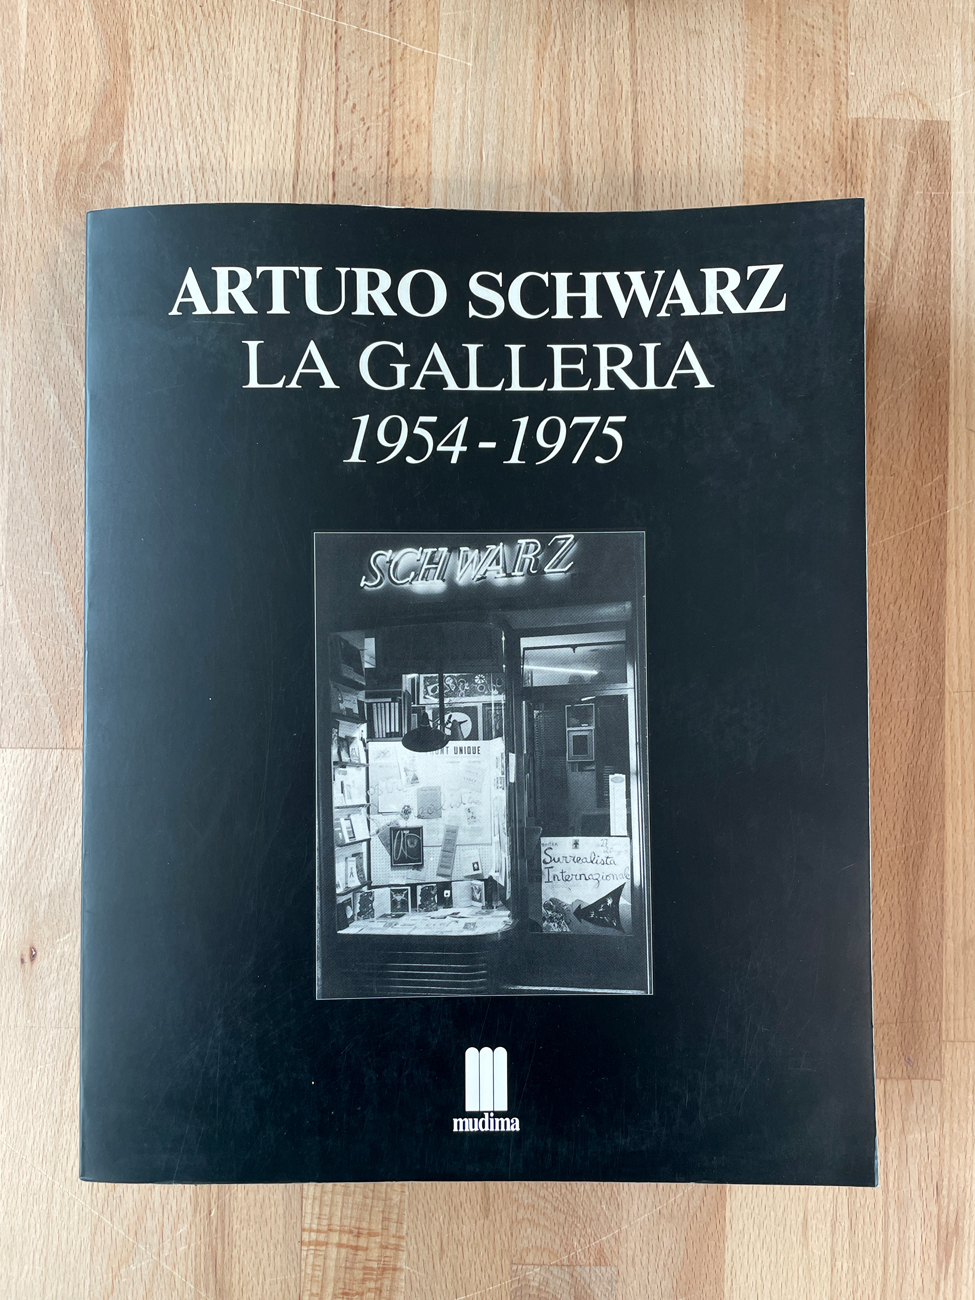 ARTURO SCHWARZ
LA GALLERIA
1954-1975
SCHWARZ
UNIQUE
Surrealista
Internazionale
mudima